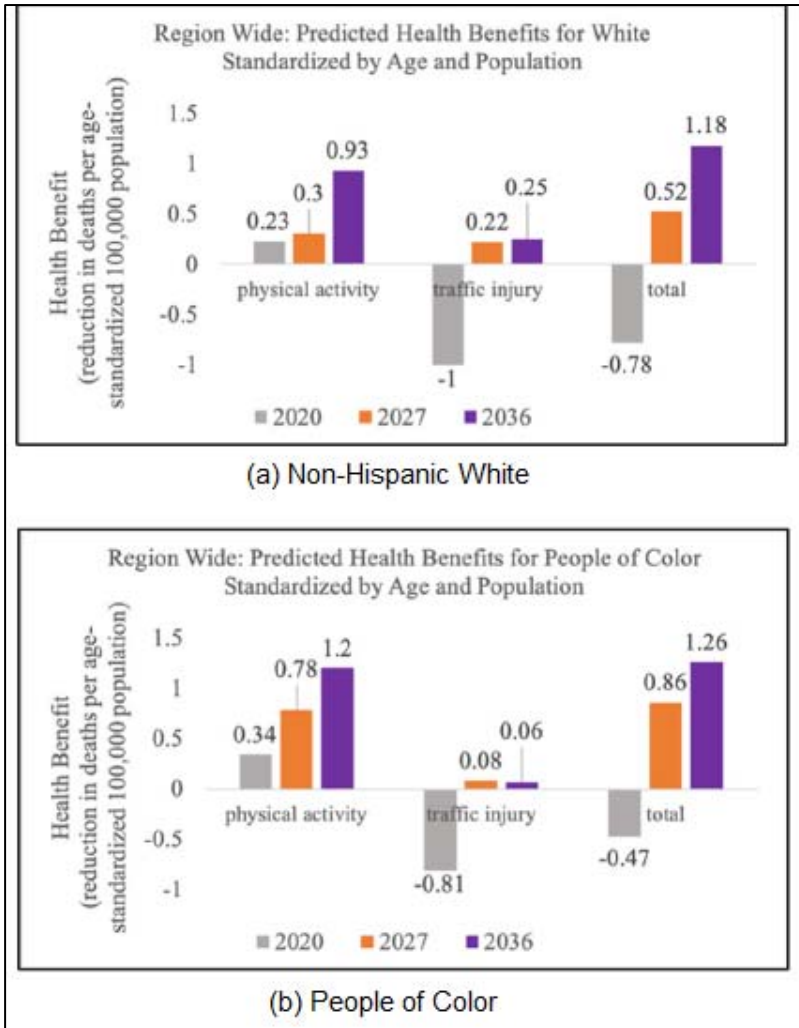 Region Wide: Predicted Health Benefits for White
Standardized by Age and Population
Health Benefit
(reduction in deaths per age-
standardized 100,000 population)
1.5
1
0.5
0
-0.5
-1
0.23
0.3
0.93
-1
0.22
0.25
-0.78
0.52
1.18
physical activity
traffic injury
total
2020 2027 2036
(a) Non-Hispanic White
Region Wide: Predicted Health Benefits for People of Color
Standardized by Age and Population
Health Benefit
(reduction in deaths per age-
standardized 100,000 population)
1.5
1
0.5
0
-0.5
-1
0.34
0.78
1.2
-0.81
0.08
0.06
-0.47
0.86
1.26
physical activity
traffic injury
total
2020 2027 2036
(b) People of Color